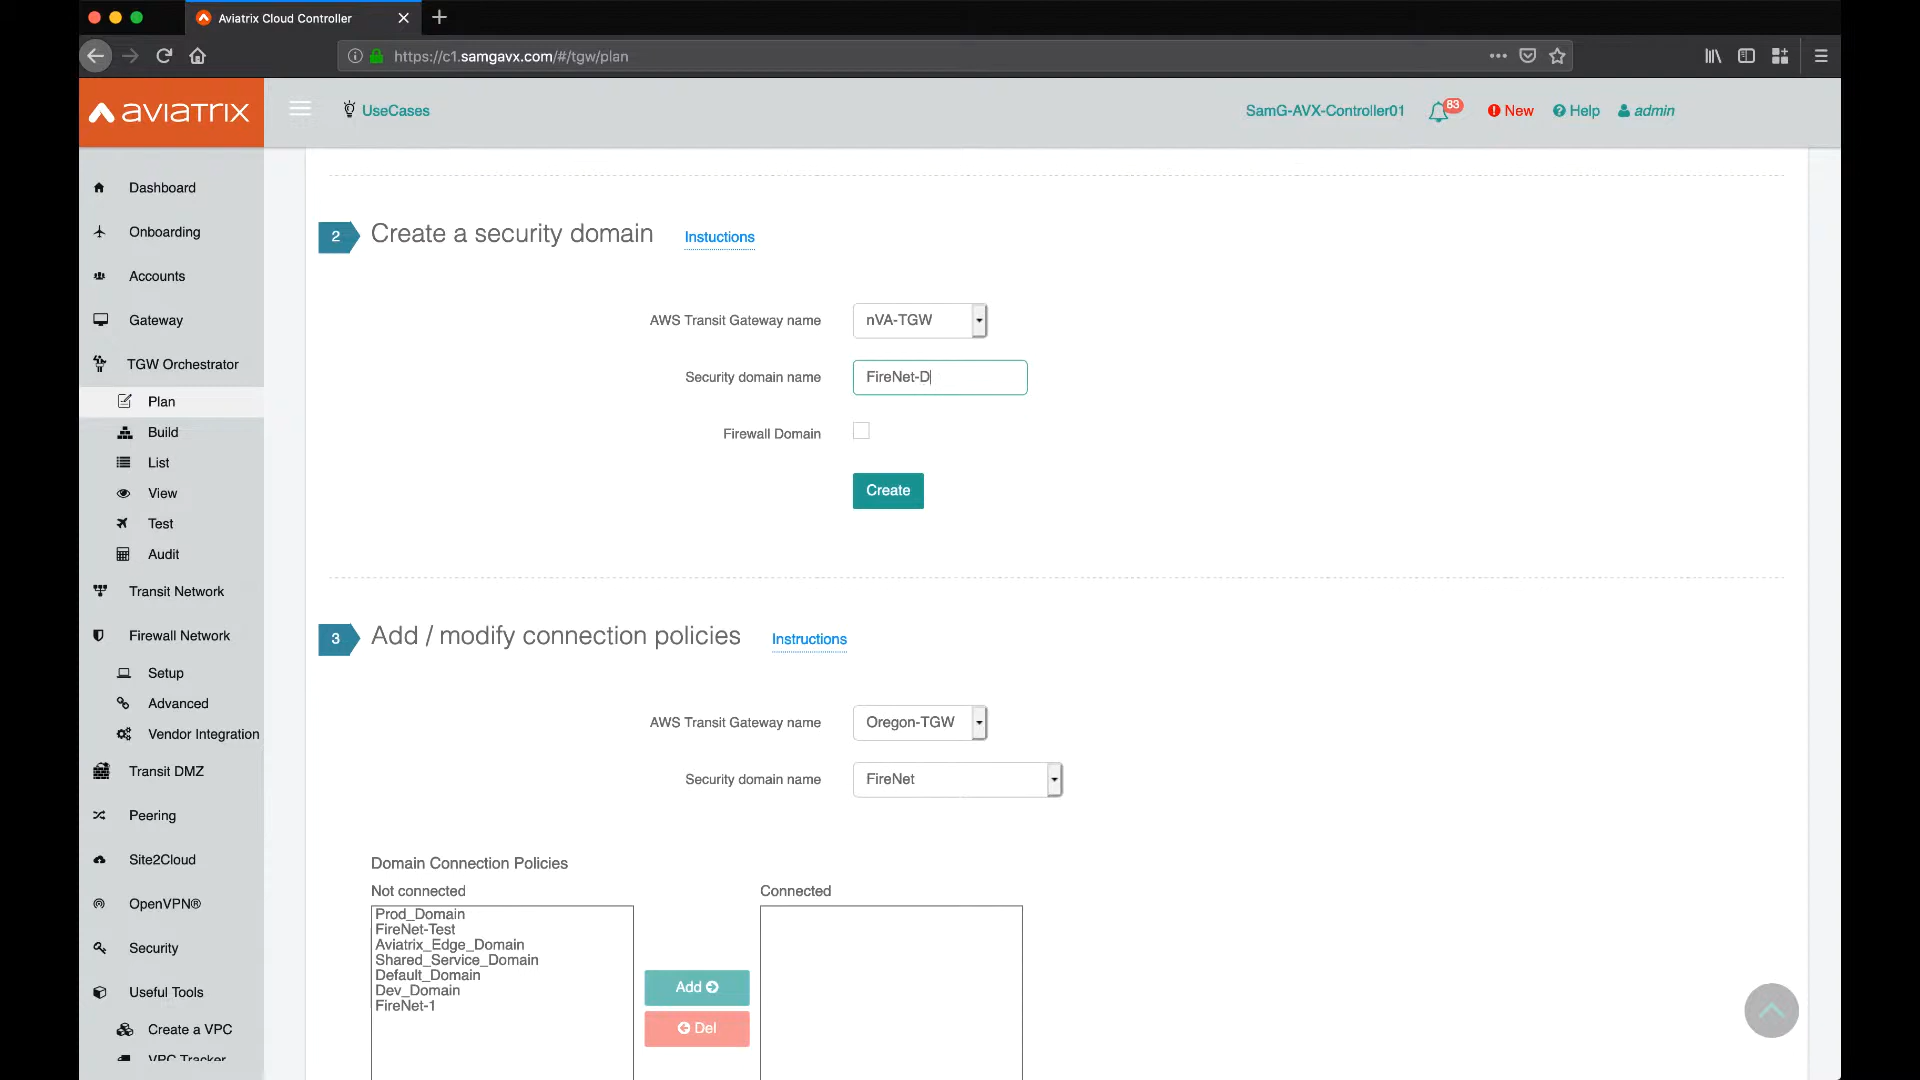 Aviatrix Cloud Controller
https://c1.samgavx.com/#/tgw/plan
aviatrix
UseCases
SamG-AVX-Controller01
83
New
Help
admin
Dashboard
Onboarding
Accounts
Gateway
TGW Orchestrator
Plan
Build
List
View
Test
Audit
Transit Network
Firewall Network
Setup
Advanced
Vendor Integration
Transit DMZ
Peering
Site2Cloud
OpenVPN®
Security
Useful Tools
Create a VPC
VPC Tracker
2 Create a security domain Instuctions
AWS Transit Gateway name nVA-TGW
Security domain name FireNet-D
Firewall Domain
Create
3 Add / modify connection policies Instructions
AWS Transit Gateway name Oregon-TGW
Security domain name FireNet
Domain Connection Policies
Not connected
Prod_Domain
FireNet-Test
Aviatrix_Edge_Domain
Shared_Service_Domain
Default_Domain
Dev_Domain
FireNet-1
Add
Del
Connected